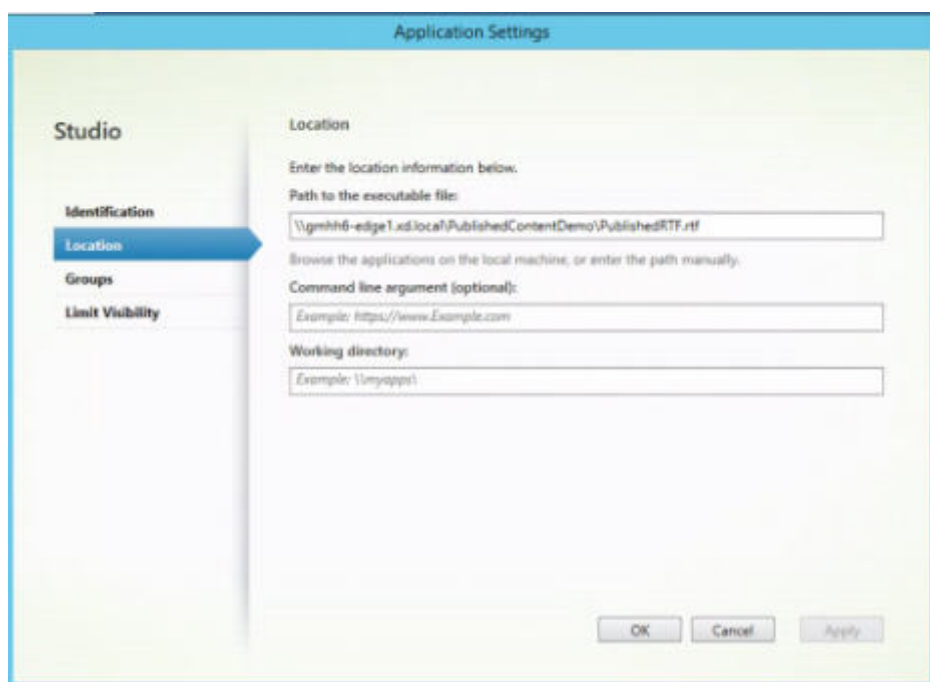 Application Settings
Studio
Identification
Location
Groups
Limit Visibility
Location
Enter the location information below.
Path to the executable file:
\\gmhh6-edge1.xd.local\PublishedContentDemo\PublishedRTF.rtf
Browse the applications on the local machine, or enter the path manually.
Command line argument (optional):
Example: https://www.Example.com
Working directory:
Example: \\myapps\
OK Cancel Apply